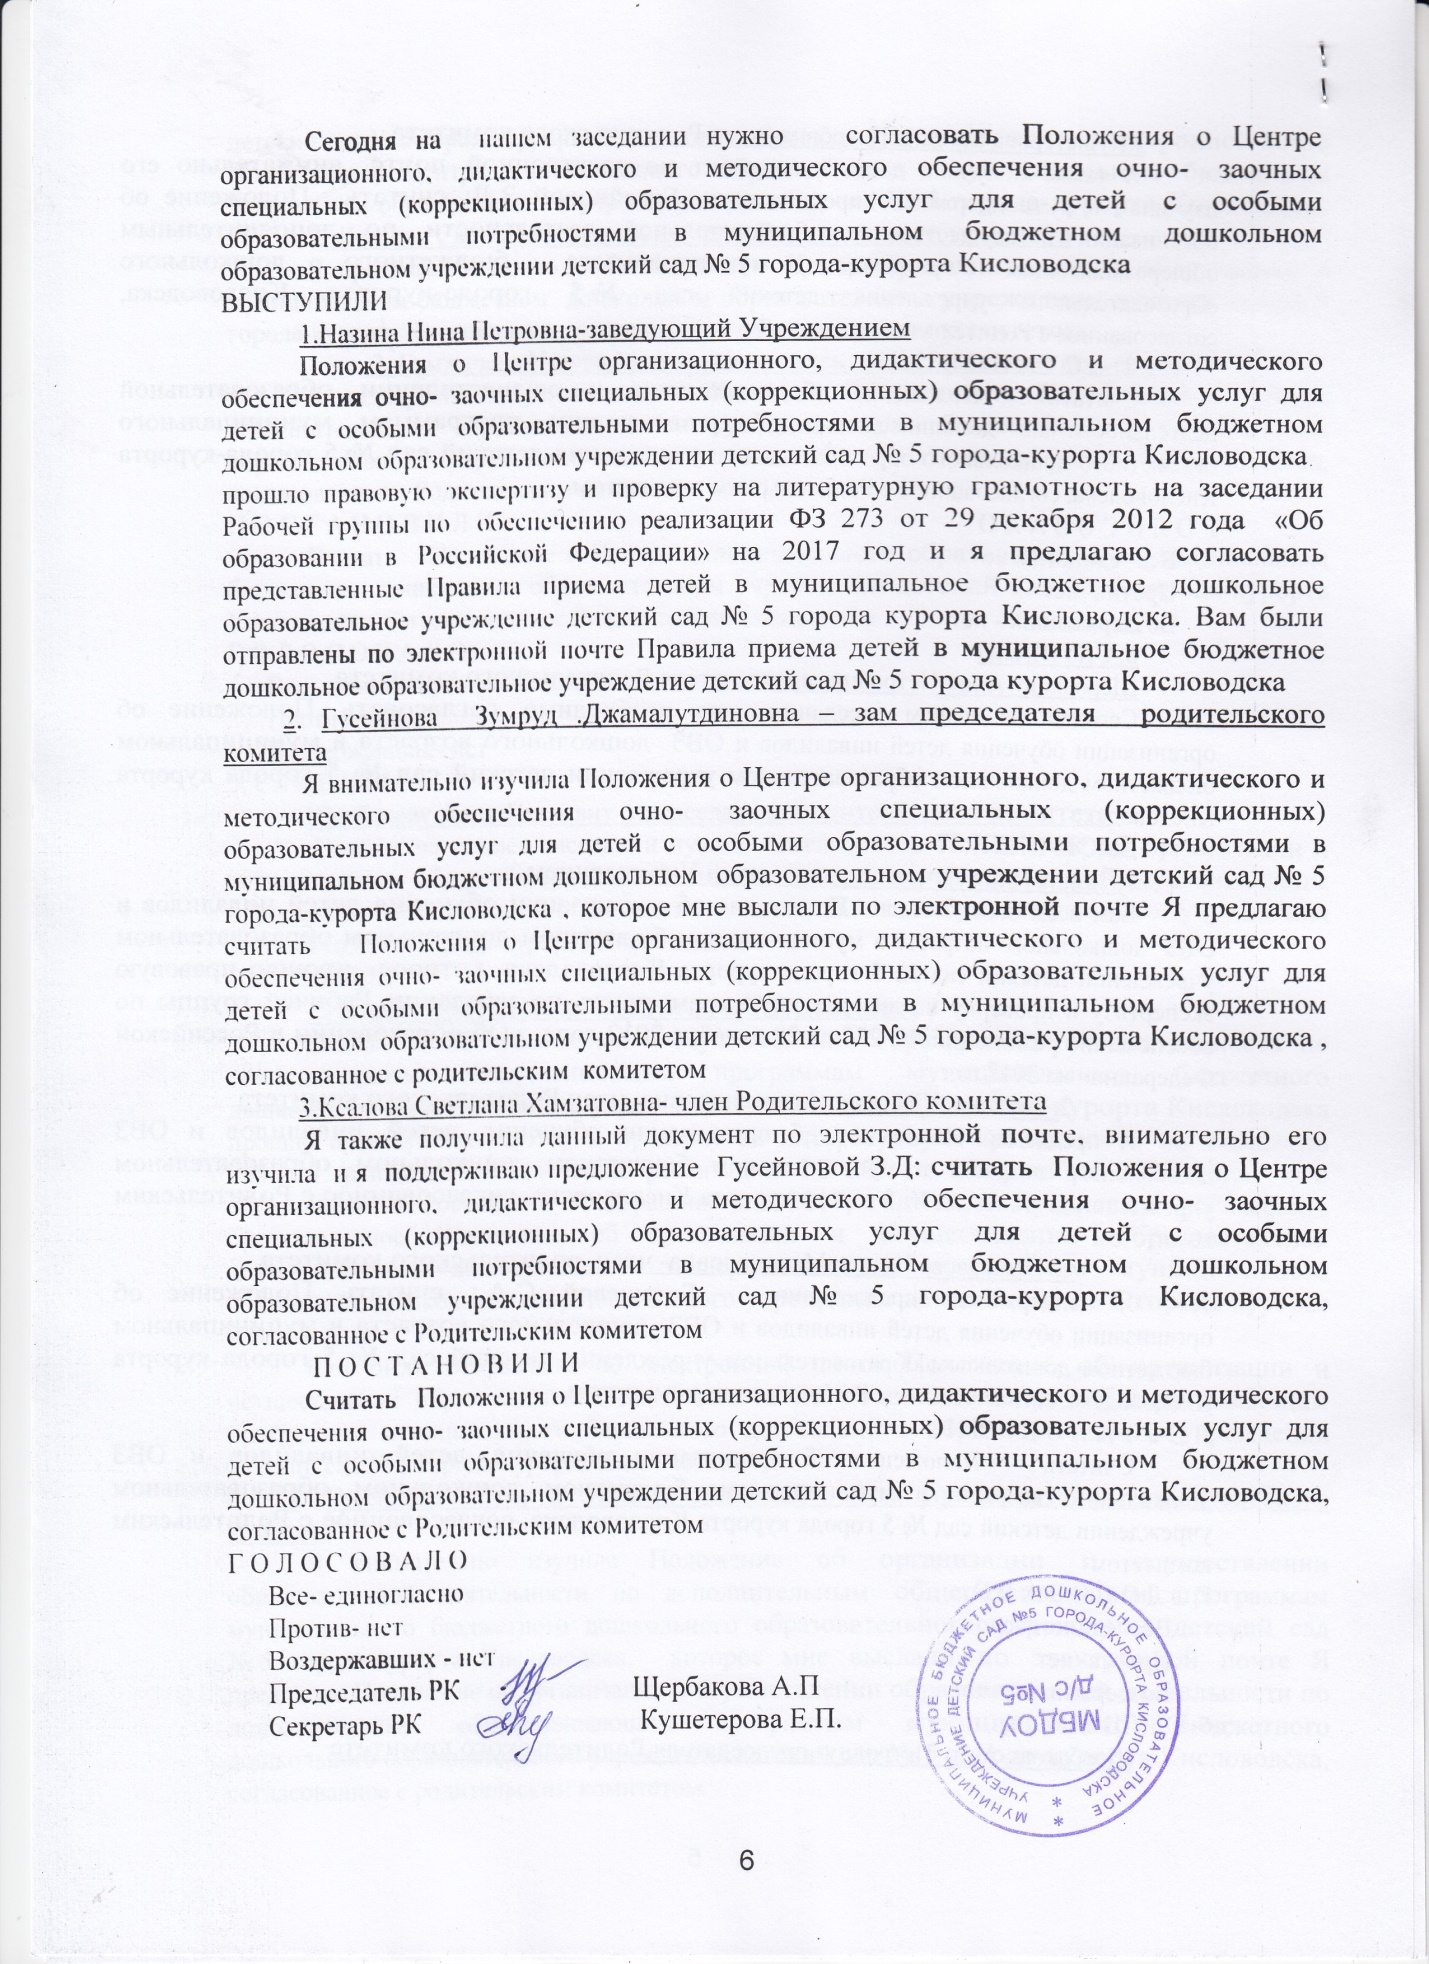 Сегодня на нашем заседании нужно согласовать Положения о Центре
организационного, дидактического и методического обеспечения очно- заочных
специальных (коррекционных) образовательных услуг для детей с особыми
образовательными потребностями в муниципальном бюджетном дошкольном
образовательном учреждении детский сад № 5 города-курорта Кисловодска
ВЫСТУПИЛИ
1.Назина Нина Петровна-заведующий Учреждением
Положения о Центре организационного, дидактического и методического
обеспечения очно- заочных специальных (коррекционных) образовательных услуг для
детей с особыми образовательными потребностями в муниципальном бюджетном
дошкольном образовательном учреждении детский сад № 5 города-курорта Кисловодска
прошло правовую экспертизу и проверку на литературную грамотность на заседании
Рабочей группы по обеспечению реализации ФЗ 273 от 29 декабря 2012 года «Об
образовании в Российской Федерации» на 2017 год и я предлагаю согласовать
представленные Правила приема детей в муниципальное бюджетное дошкольное
образовательное учреждение детский сад № 5 города курорта Кисловодска. Вам были
отправлены по электронной почте Правила приема детей в муниципальное бюджетное
дошкольное образовательное учреждение детский сад № 5 города курорта Кисловодска
2. Гусейнова Зумруд Джамалутдиновна зам председателя родительского
комитета
Я внимательно изучила Положения о Центре организационного, дидактического и
методического обеспечения очно- заочных специальных (коррекционных)
образовательных услуг для детей с особыми образовательными потребностями в
муниципальном бюджетном дошкольном образовательном учреждении детский сад № 5
города-курорта Кисловодска , которое мне выслали по электронной почте Я предлагаю
считать Положения о Центре организационного, дидактического и методического
обеспечения очно- заочных специальных (коррекционных) образовательных услуг для
детей с особыми образовательными потребностями в муниципальном бюджетном
дошкольном образовательном учреждении детский сад № 5 города-курорта Кисловодска ,
согласованное с родительским комитетом
3.Ксалова Светлана Хамзатовна- член Родительского комитета
Я также получила данный документ по электронной почте, внимательно его
изучила и я поддерживаю предложение Гусейновой З.Д: считать Положения о Центре
организационного, дидактического и методического обеспечения очно- заочных
специальных (коррекционных) образовательных услуг для детей с особыми
образовательными потребностями в муниципальном бюджетном дошкольном
образовательном учреждении детский сад № 5 города-курорта Кисловодска,
согласованное с Родительским комитетом
П О С Т А Н О В И Л И
Считать Положения о Центре организационного, дидактического и методического
обеспечения очно- заочных специальных (коррекционных) образовательных услуг для
детей с особыми образовательными потребностями в муниципальном бюджетном
дошкольном образовательном учреждении детский сад № 5 города-курорта Кисловодска,
согласованное с Родительским комитетом
Г О Л О С О В А Л О
Все- единогласно
Против- нет
Воздержавших - нет
Председатель РК Щербакова А.П
Секретарь РК Кушетерова Е.П.
МУНИЦИПАЛЬНОЕ БЮДЖЕТНОЕ ДОШКОЛЬНОЕ ОБРАЗОВАТЕЛЬНОЕ
УЧРЕЖДЕНИЕ ДЕТСКИЙ САД №5 ГОРОДА-КУРОРТА КИСЛОВОДСКА
МБДОУ
д/с №5
6